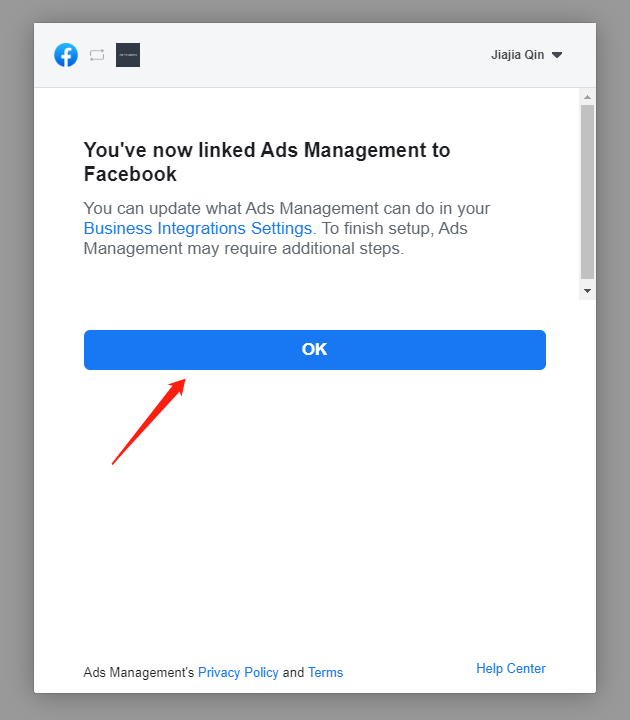 Jiajia Qin
You've now linked Ads Management to
Facebook
You can update what Ads Management can do in your
Business Integrations Settings. To finish setup, Ads
Management may require additional steps.
OK
Ads Management's Privacy Policy and Terms
Help Center